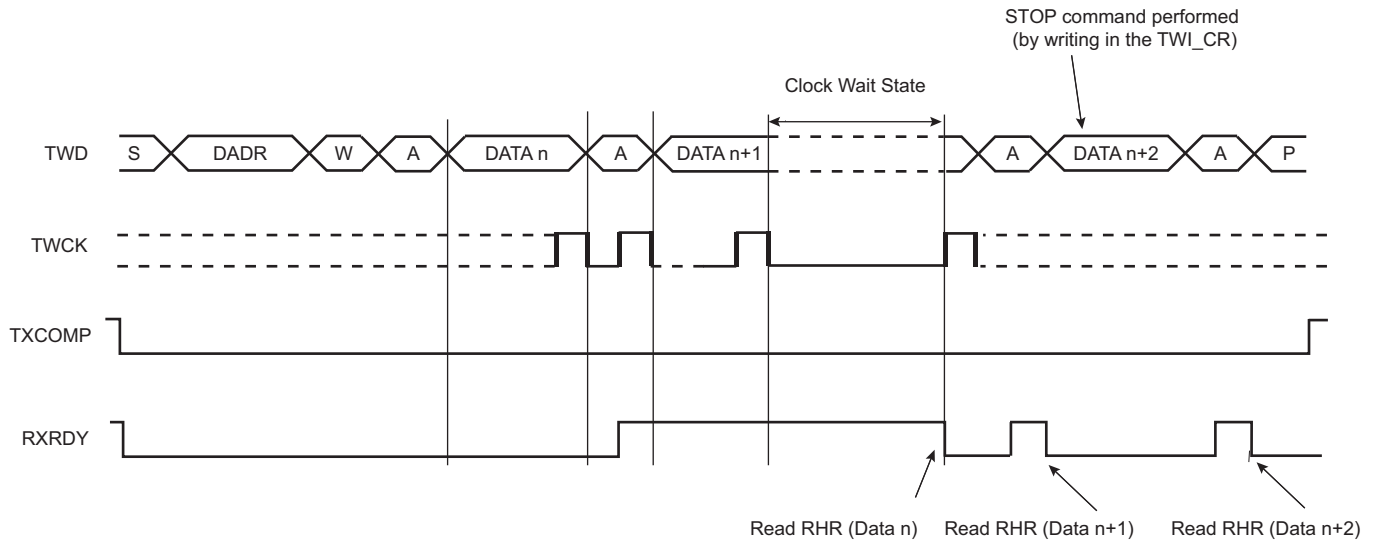 STOP command performed
(by writing in the TWI_CR)
Clock Wait State
TWD
S
DADR
W
A
DATA n
A
DATA n+1
A
DATA n+2
A
P
TWCK
TXCOMP
RXRDY
Read RHR (Data n)
Read RHR (Data n+1)
Read RHR (Data n+2)